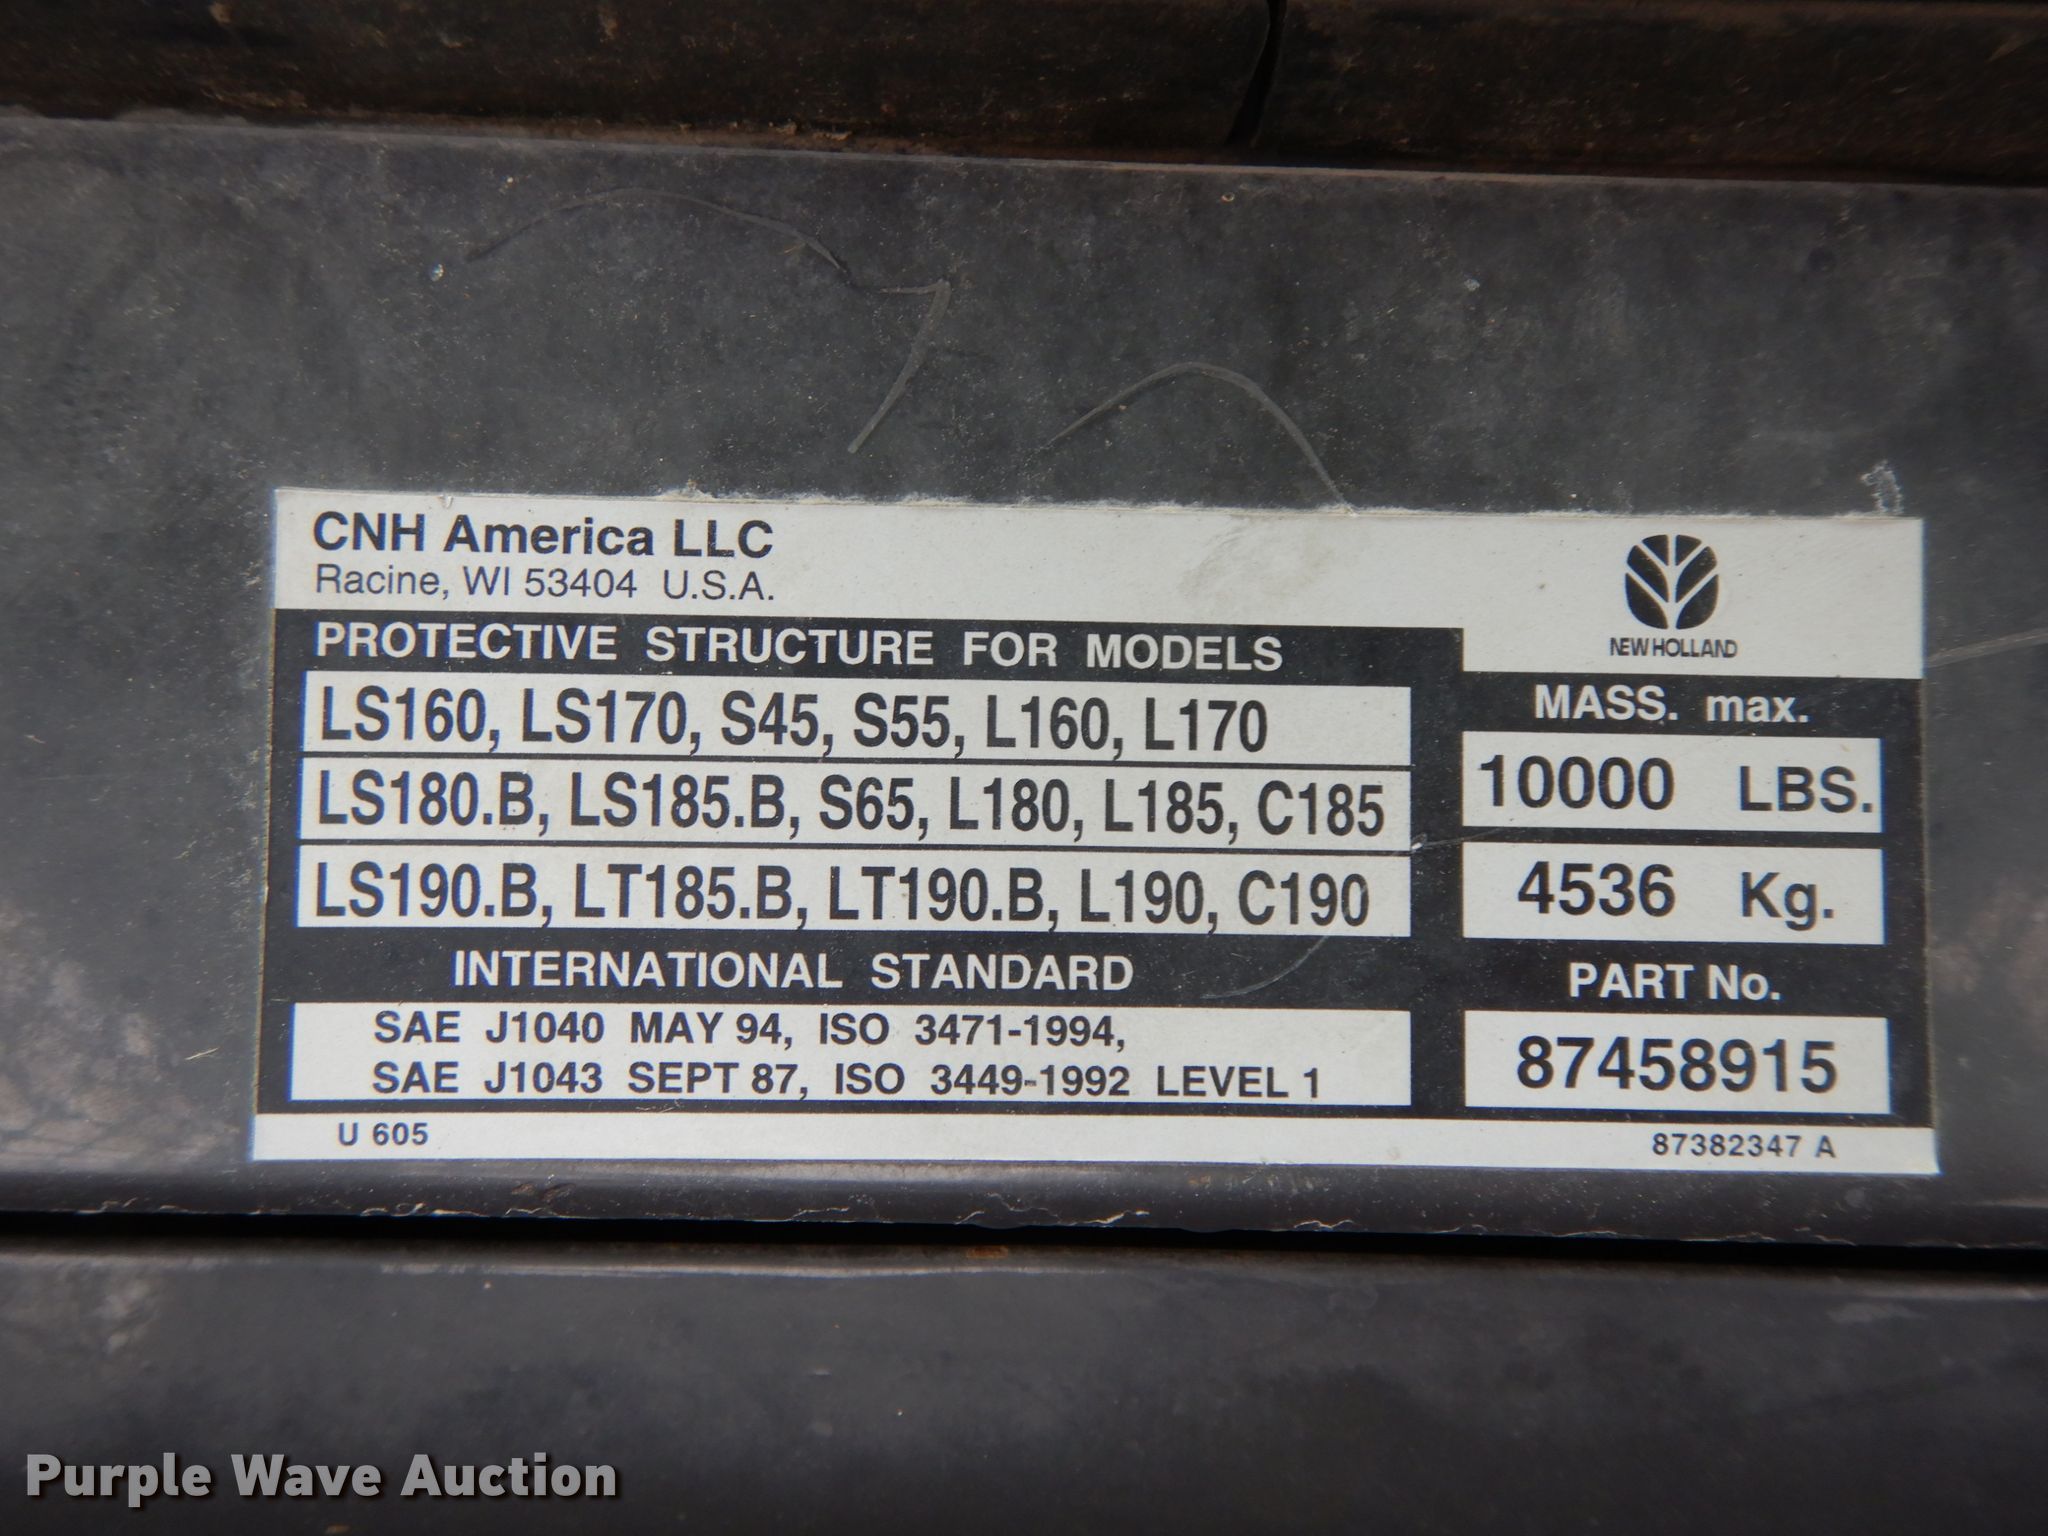 CNH America LLC
Racine, WI 53404 U.S.A.
NEW HOLLAND
PROTECTIVE STRUCTURE FOR MODELS
LS160, LS170, S45, S55, L160, L170
LS180.B, LS185.B, S65, L180, L185, C185
LS190.B, LT185.B, LT190.B, L190, C190
MASS. max.
10000 LBS.
4536 Kg.
INTERNATIONAL STANDARD
SAE J1040 MAY 94, ISO 3471-1994,
SAE J1043 SEPT 87, ISO 3449-1992 LEVEL 1
PART No.
87458915
U 605
87382347 A
Purple Wave Auction